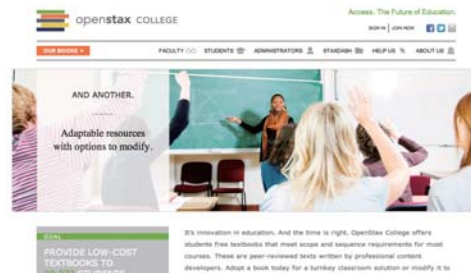 openstax COLLEGE
Access. The Future of Education.
SIGN IN | JOIN NOW
OUR BOOKS
FACULTY
STUDENTS
ADMINISTRATORS
STAXDASH
HELP US
ABOUT US
AND ANOTHER.
Adaptable resources
with options to modify.
GOAL
PROVIDE LOW-COST
TEXTBOOKS TO
STUDENTS
It's innovation in education. And the time is right. OpenStax College offers
students free textbooks that meet scope and sequence requirements for most
courses. These are peer-reviewed texts written by professional content
developers. Adopt a book today for a turnkey classroom solution or modify it to